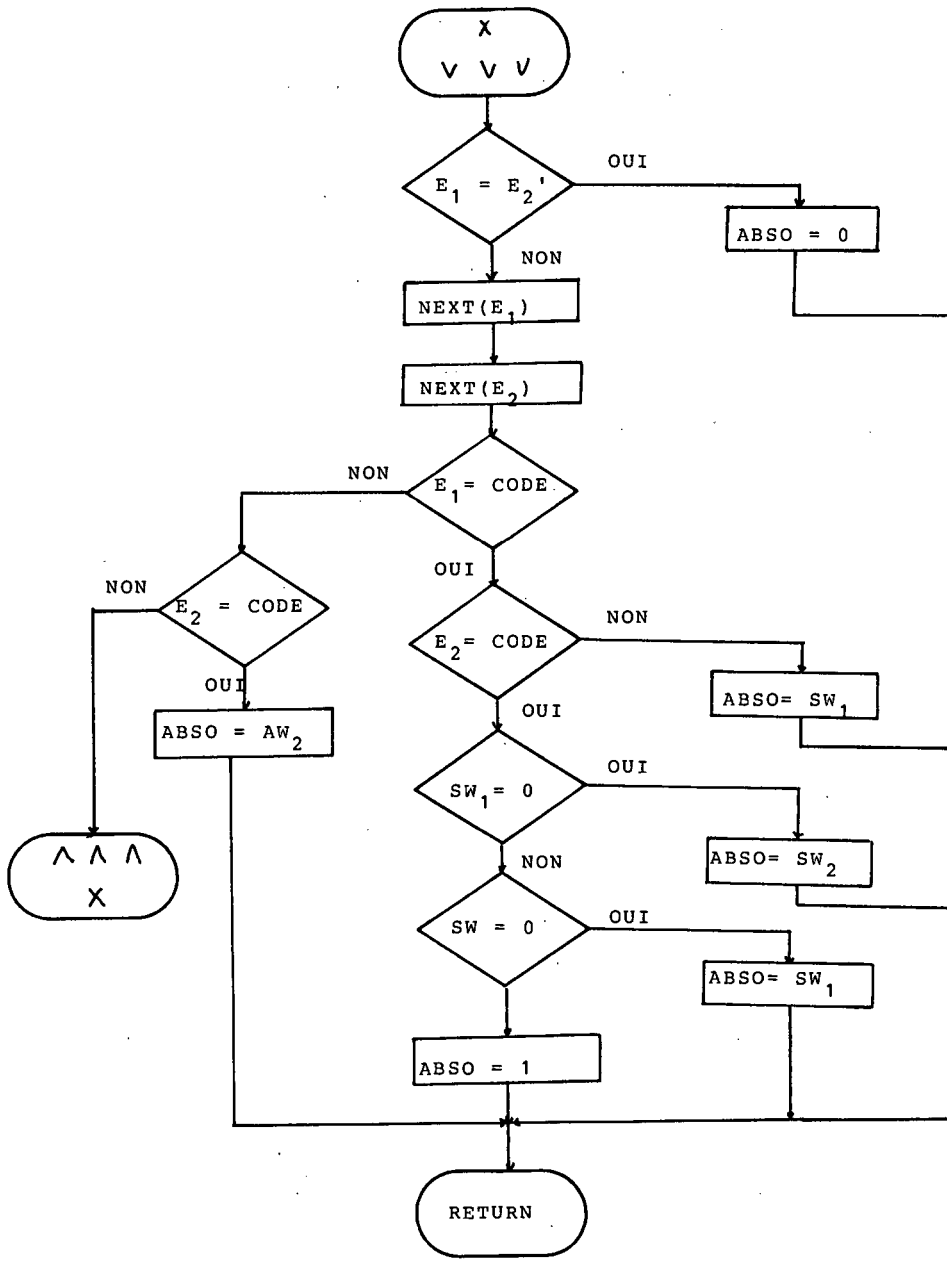 X
V V V
OUI
E₁ = E₂'
ABSO = 0
NON
NEXT(E₁)
NEXT(E₂)
NON
E₁= CODE
OUI
NON
E₂ = CODE
NON
E₂= CODE
OUI
ABSO= SW₁
OUI
ABSO = AW₂
OUI
SW₁= 0
Λ Λ Λ
X
ABSO= SW₂
NON
OUI
SW = 0
ABSO= SW₁
ABSO = 1
RETURN